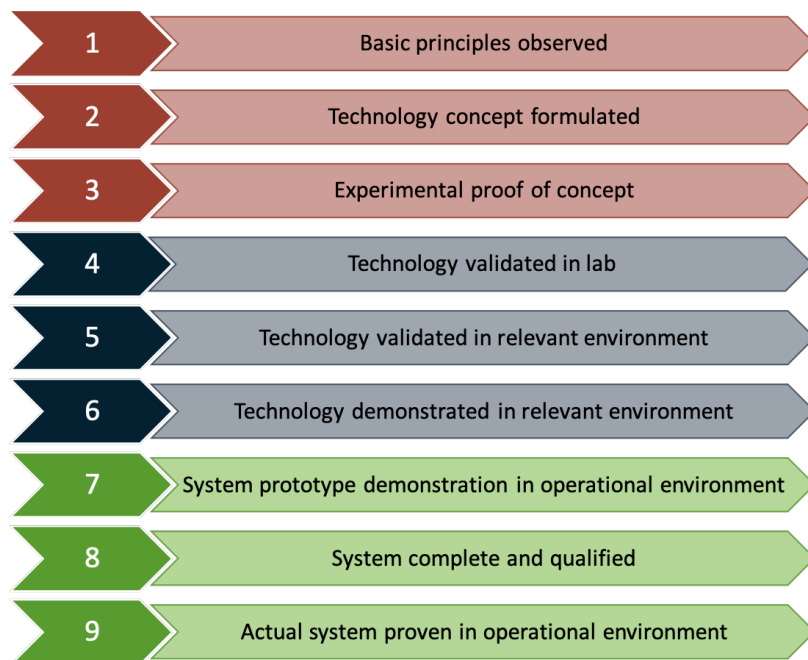 1 Basic principles observed
2 Technology concept formulated
3 Experimental proof of concept
4 Technology validated in lab
5 Technology validated in relevant environment
6 Technology demonstrated in relevant environment
7 System prototype demonstration in operational environment
8 System complete and qualified
9 Actual system proven in operational environment